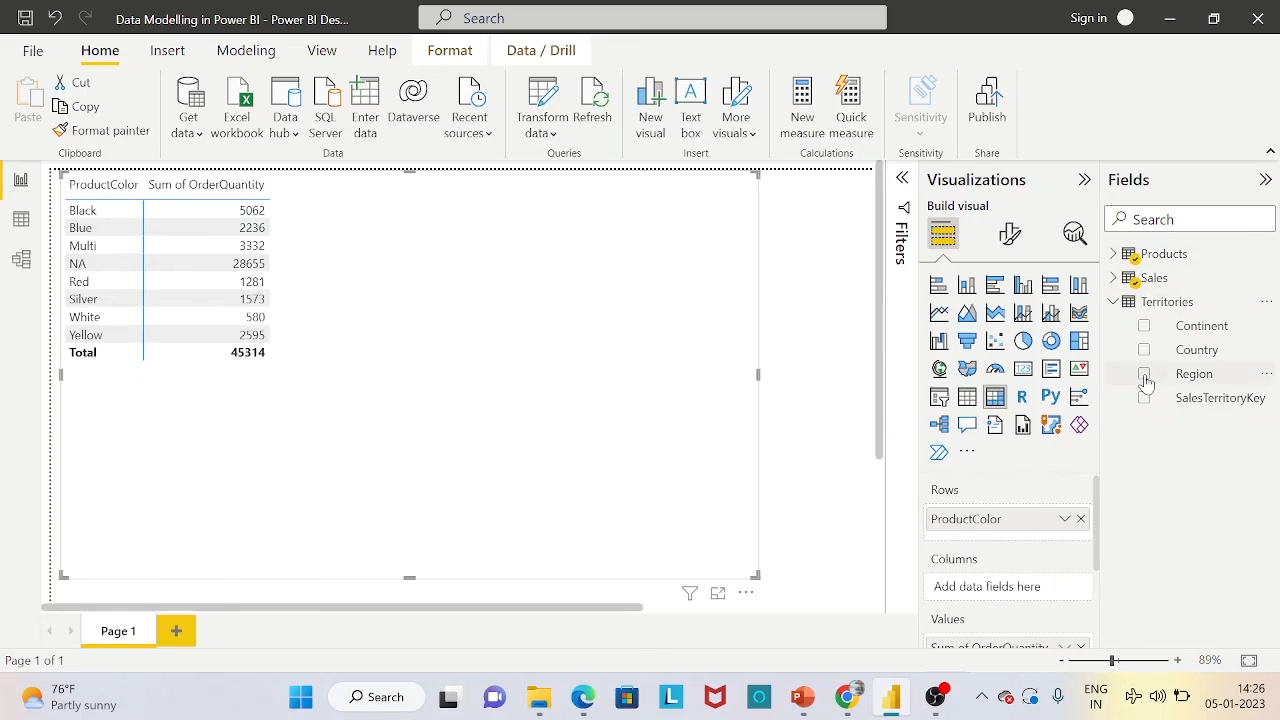 Data Modeling in Power BI Des...
Search
Sign in
File
Home
Insert
Modeling
View
Help
Format
Data / Drill
Paste
Cut
Copy
Format painter
Clipboard
Get data
Excel workbook
Data hub
SQL Server
Enter data
Dataverse
Recent sources
Data
Transform data
Refresh
Queries
New visual
Text box
More visuals
Insert
New measure
Quick measure
Calculations
Sensitivity
Sensitivity
Publish
Share
ProductColor Sum of OrderQuantity
Black 5062
Blue 2236
Multi 3332
NA 28655
Red 1281
Silver 1573
White 580
Yellow 2595
Total 45314
Filters
Visualizations
Build visual
123
R
Py
...
Rows
ProductColor
Columns
Add data fields here
Values
Sum of OrderQuantity
Fields
Search
Products
Sales
Territories
Continent
Country
Region
SalesTerritoryKey
Page 1
Page 1 of 1
89%
76°F
Partly sunny
Search
ENG
IN
14:26
05-01-2023